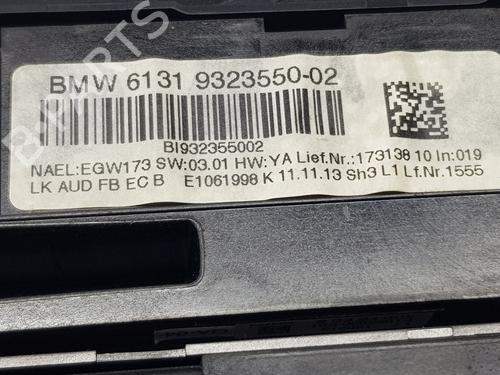 BMW 6131 9323550-02
BI932355002
NAEL:EGW173 SW:03.01 HW:YA Lief.Nr.:173138 10 In:019
LK AUD FB EC B E1061998 K 11.11.13 Sh3 L1 Lf.Nr.1555
B-PARTS